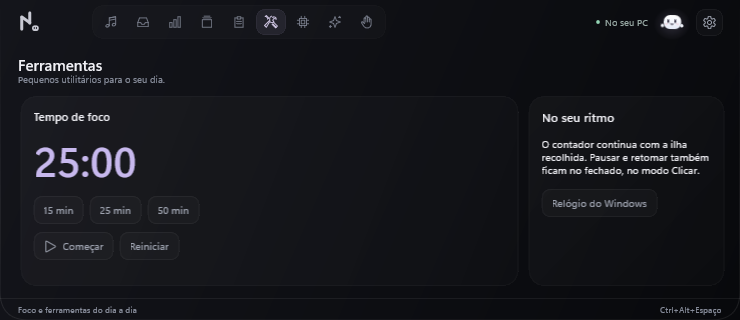 N.
No seu PC
Ferramentas
Pequenos utilitários para o seu dia.
Tempo de foco
25:00
15 min
25 min
50 min
Começar
Reiniciar
No seu ritmo
O contador continua com a ilha
recolhida. Pausar e retomar também
ficam no fechado, no modo Clicar.
Relógio do Windows
Foco e ferramentas do dia a dia
Ctrl+Alt+Espaço